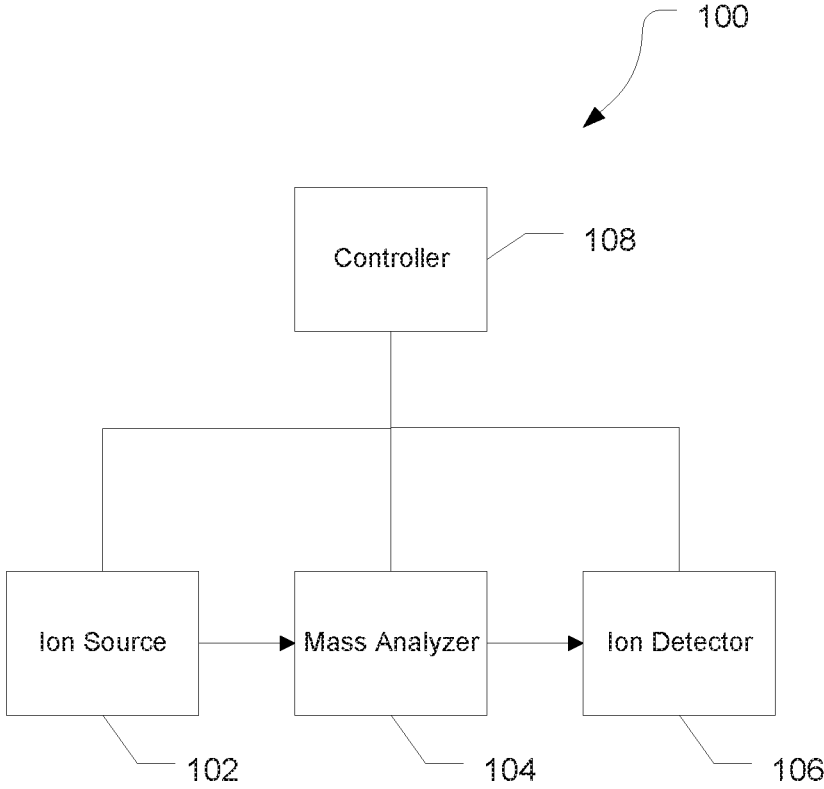 100
Controller
108
Ion Source
Mass Analyzer
Ion Detector
102
104
106